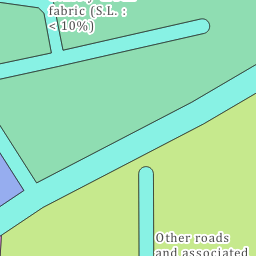 fabric (S.L. :
< 10%)
Other roads
and associated